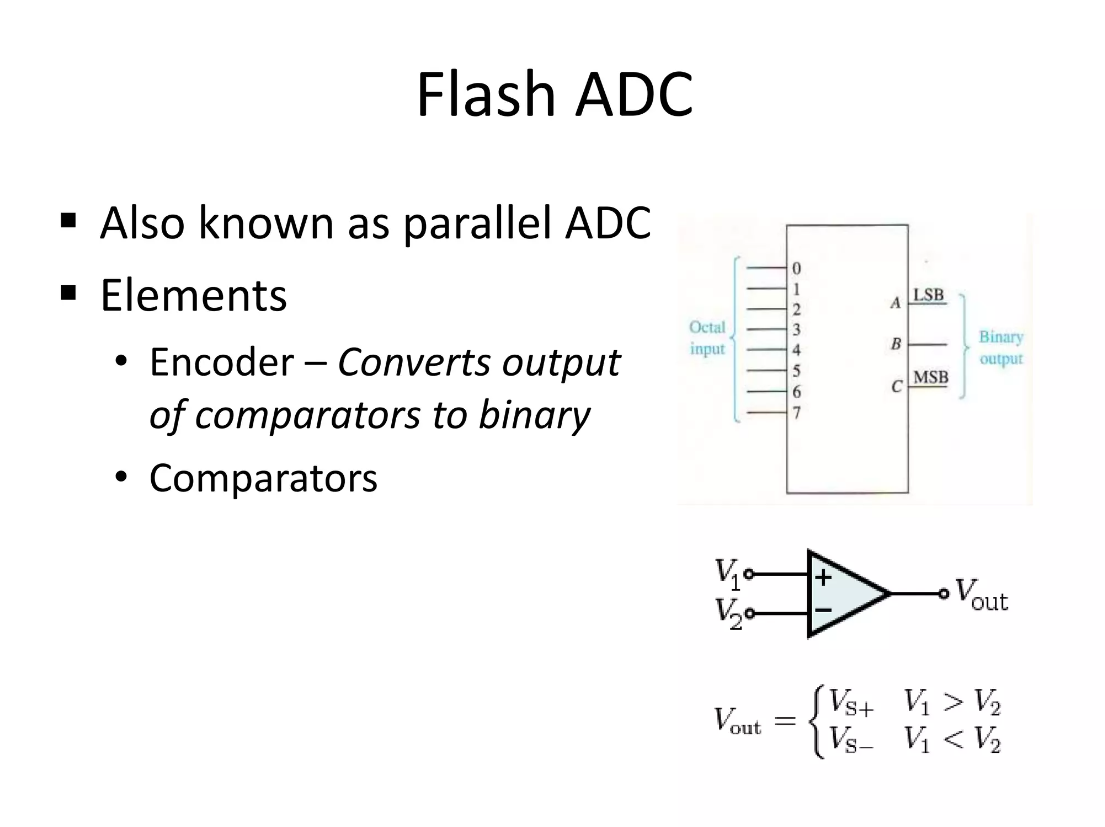 Flash ADC
▪ Also known as parallel ADC
▪ Elements
• Encoder – Converts output
of comparators to binary
• Comparators
Octal
input
0
1
2
3
4
5
6
7
A LSB
B
C MSB
Binary
output
V1
V2
+
−
Vout
Vout = { VS+ V1 > V2
VS− V1 < V2